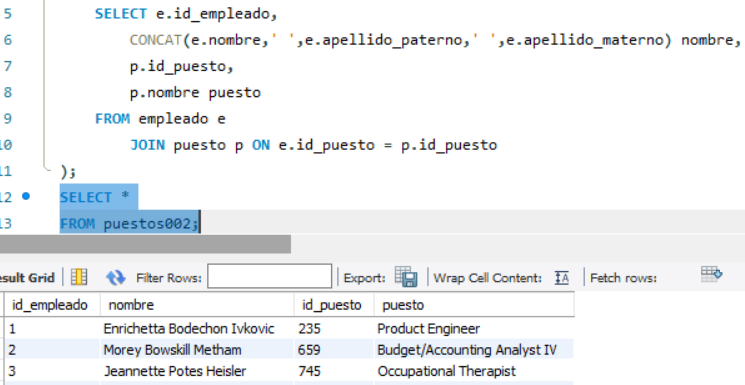 5 SELECT e.id_empleado,
6 CONCAT(e.nombre,' ',e.apellido_paterno,' ',e.apellido_materno) nombre,
7 p.id_puesto,
8 p.nombre puesto
9 FROM empleado e
10 JOIN puesto p ON e.id_puesto = p.id_puesto
11 );
12 SELECT *
13 FROM puestos002;
esult Grid Filter Rows: Export: Wrap Cell Content: IA Fetch rows:
id_empleado nombre id_puesto puesto
1 Enrichetta Bodechon Ivkovic 235 Product Engineer
2 Morey Bowskill Metham 659 Budget/Accounting Analyst IV
3 Jeannette Potes Heisler 745 Occupational Therapist